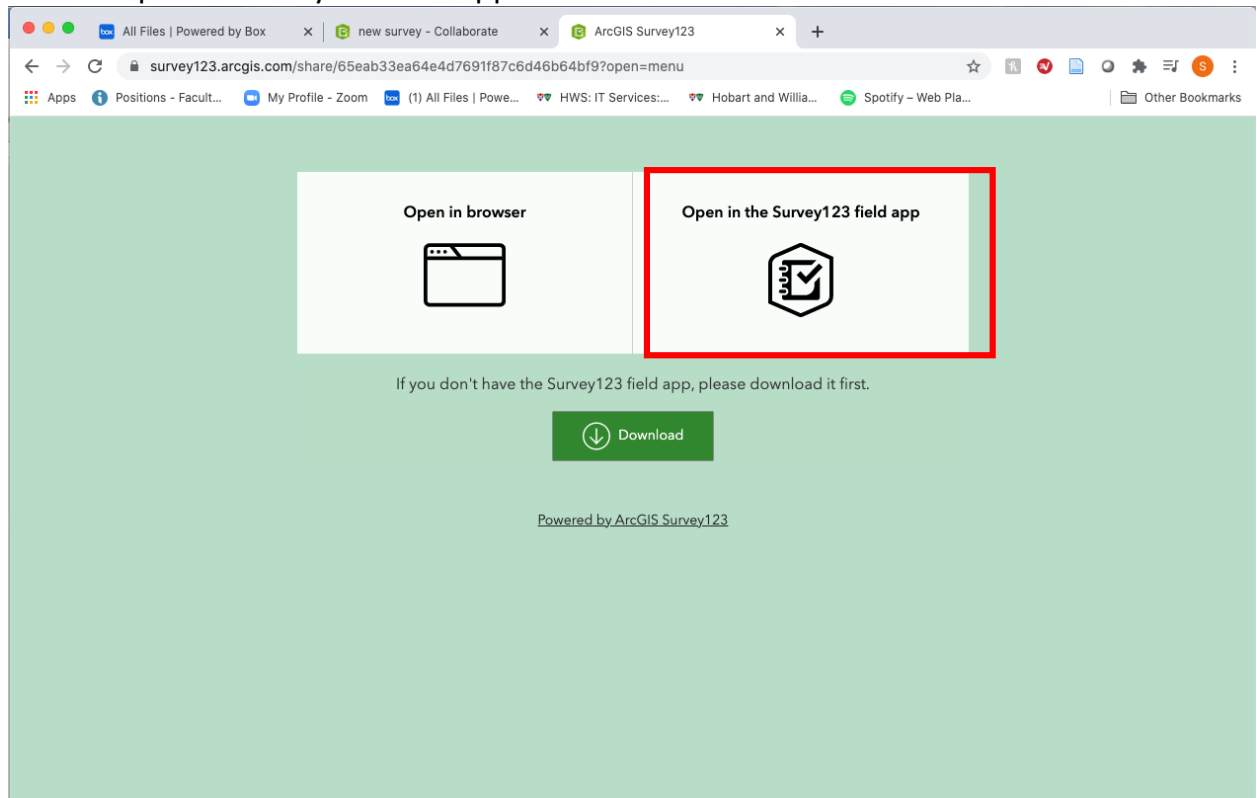 All Files | Powered by Box
new survey - Collaborate
ArcGIS Survey123
survey123.arcgis.com/share/65eab33ea64e4d7691f87c6d46b64bf9?open=menu
S
Apps
Positions - Facult...
box
My Profile - Zoom
(1) All Files | Powe...
HWS: IT Services:...
Hobart and Willia...
Spotify – Web Pla...
Other Bookmarks
Open in browser
Open in the Survey123 field app
If you don't have the Survey123 field app, please download it first.
Download
Powered by ArcGIS Survey123